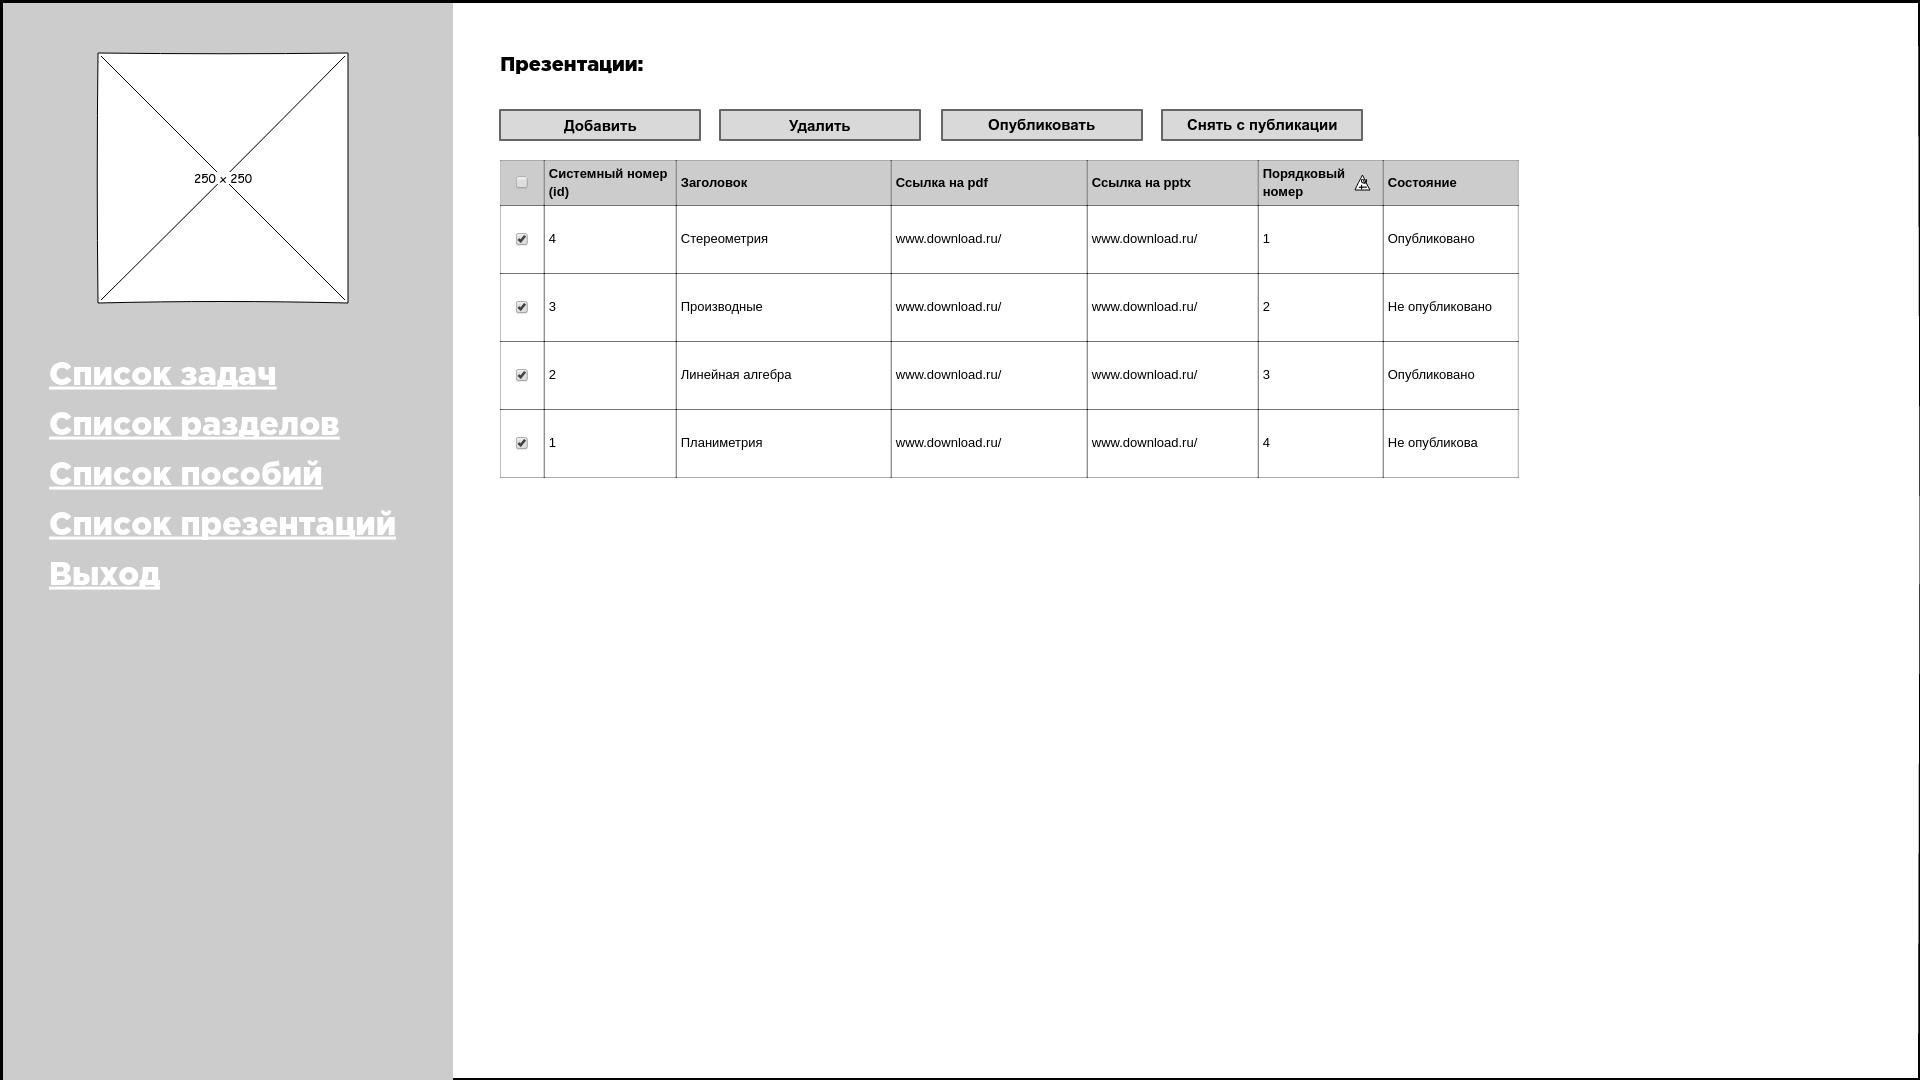 250 × 250
Список задач
Список разделов
Список пособий
Список презентаций
Выход
Презентации:
Добавить Удалить Опубликовать Снять с публикации
Системный номер (id) Заголовок Ссылка на pdf Ссылка на pptx Порядковый номер Состояние
4 Стереометрия www.download.ru/ www.download.ru/ 1 Опубликовано
3 Производные www.download.ru/ www.download.ru/ 2 Не опубликовано
2 Линейная алгебра www.download.ru/ www.download.ru/ 3 Опубликовано
1 Планиметрия www.download.ru/ www.download.ru/ 4 Не опубликова